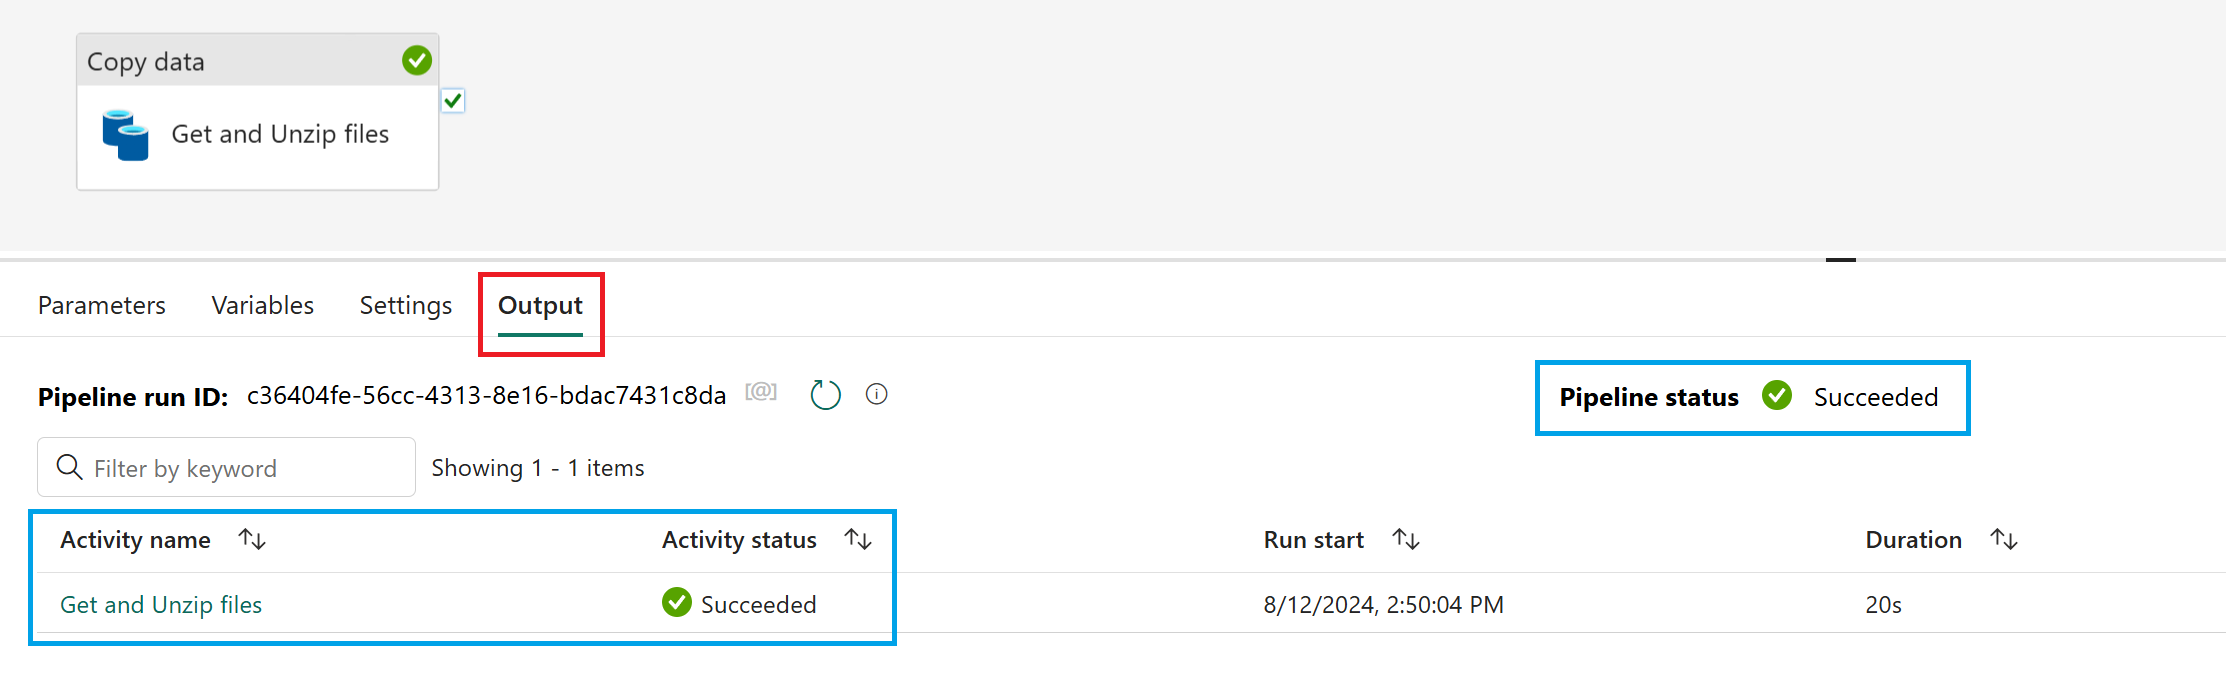 Copy data
Get and Unzip files
Parameters Variables Settings Output
Pipeline run ID: c36404fe-56cc-4313-8e16-bdac7431c8da [@] Pipeline status Succeeded
Filter by keyword Showing 1 - 1 items
Activity name Activity status Run start Duration
Get and Unzip files Succeeded 8/12/2024, 2:50:04 PM 20s